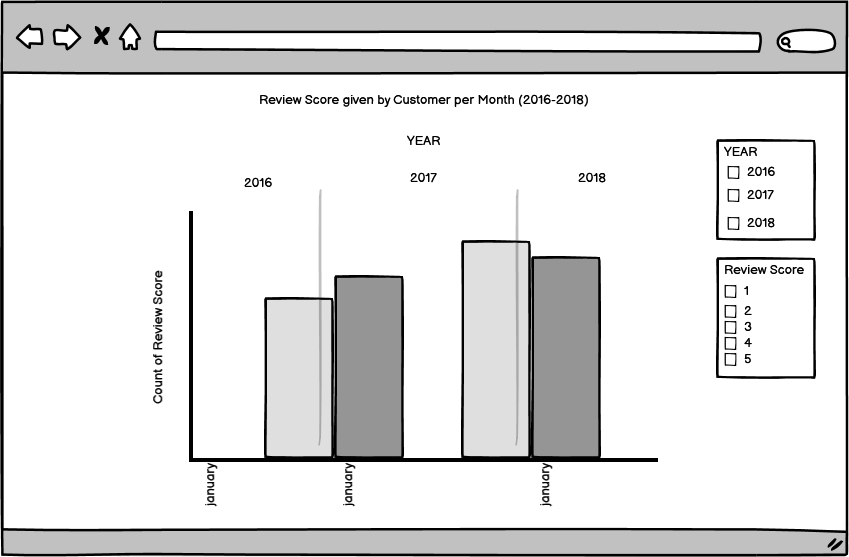 Review Score given by Customer per Month (2016-2018)
YEAR
2016
2017
2018
Count of Review Score
january
january
january
YEAR
2016
2017
2018
Review Score
1
2
3
4
5